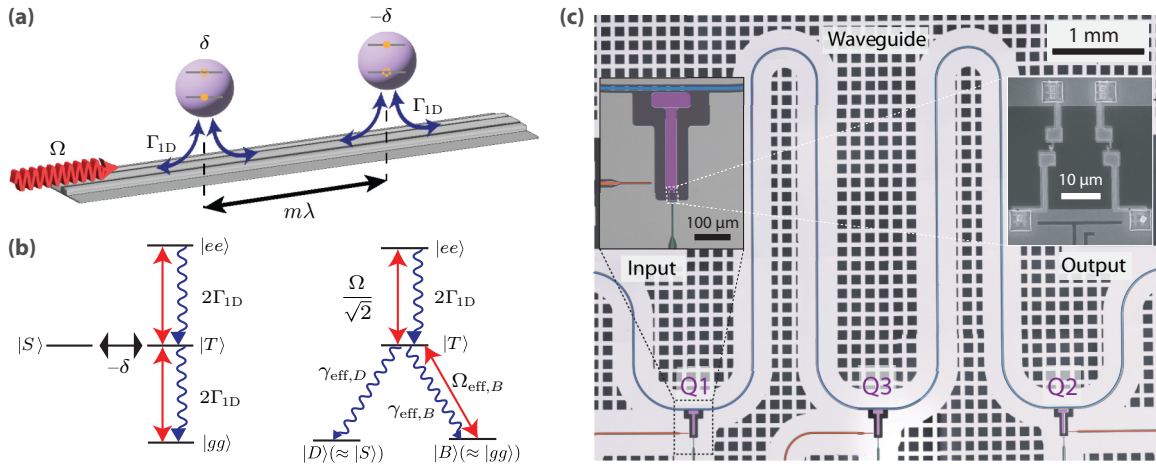 (a)
δ
-δ
Γ1D
Γ1D
Ω
mλ
(b)
|ee⟩
2Γ1D
|S⟩
-δ
|T⟩
2Γ1D
|gg⟩
|ee⟩
Ω/√2
2Γ1D
|T⟩
γeff,D
γeff,B
Ωeff,B
|D⟩(≈ |S⟩)
|B⟩(≈ |gg⟩)
(c)
Waveguide
1 mm
100 μm
10 μm
Input
Output
Q1
Q3
Q2